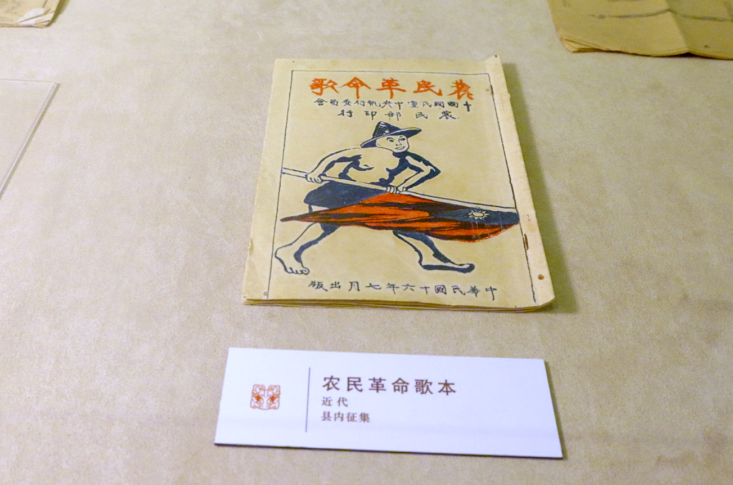 農民革命歌
中國國民黨中央執行委員會
農民部印行
中華民國十六年七月出版
农民革命歌本
近代
县内征集